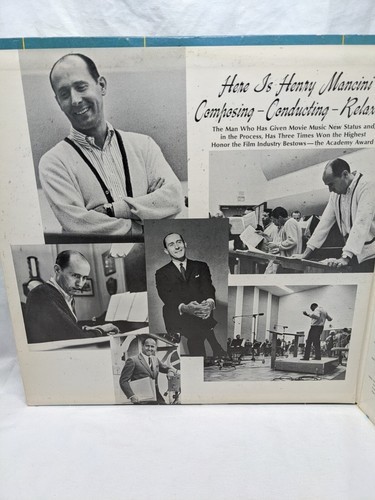 Here Is Henry Mancini
Composing – Conducting – Relax
The Man Who Has Given Movie Music New Status and,
in the Process, Has Three Times Won the Highest
Honor the Film Industry Bestows — the Academy Award